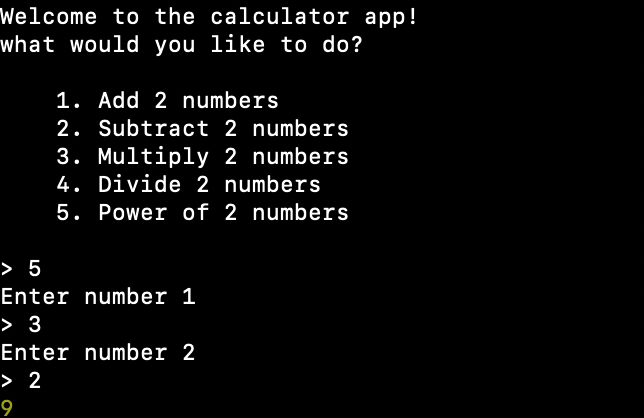 Welcome to the calculator app!
what would you like to do?
1. Add 2 numbers
2. Subtract 2 numbers
3. Multiply 2 numbers
4. Divide 2 numbers
5. Power of 2 numbers
> 5
Enter number 1
> 3
Enter number 2
> 2
9